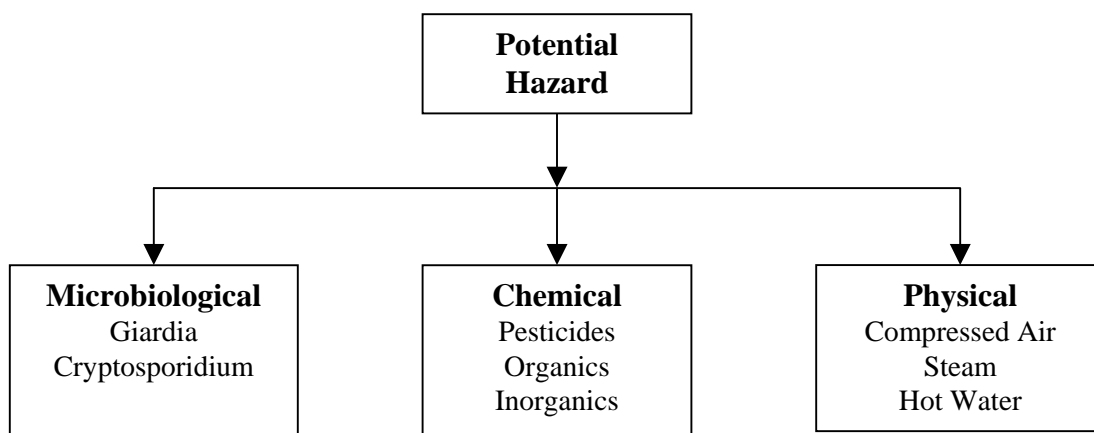 Potential
Hazard
Microbiological
Giardia
Cryptosporidium
Chemical
Pesticides
Organics
Inorganics
Physical
Compressed Air
Steam
Hot Water